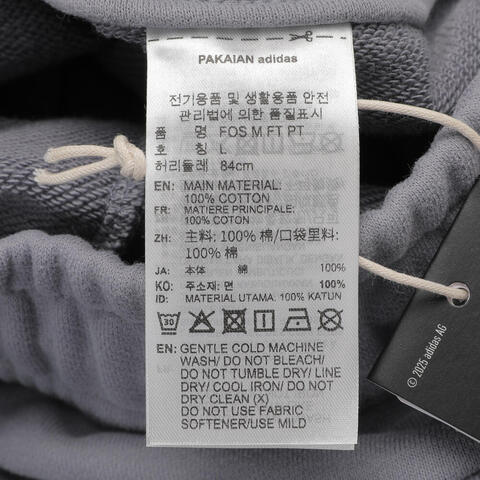 PAKAIAN adidas
전기용품 및 생활용품 안전
관리법에 의한 품질표시
품 명 FOS M FT PT
호 칭 L
허리둘레 84cm
EN: MAIN MATERIAL:
100% COTTON
FR: MATIERE PRINCIPALE:
100% COTON
ZH: 主料: 100% 棉/口袋里料:
100% 棉
JA: 本体 綿 100%
KO: 주소재: 면 100%
ID: MATERIAL UTAMA: 100% KATUN
30
EN: GENTLE COLD MACHINE
WASH/ DO NOT BLEACH/
DO NOT TUMBLE DRY/ LINE
DRY/ COOL IRON/ DO NOT
DRY CLEAN (X)
DO NOT USE FABRIC
SOFTENER/USE MILD
© 2025 adidas AG